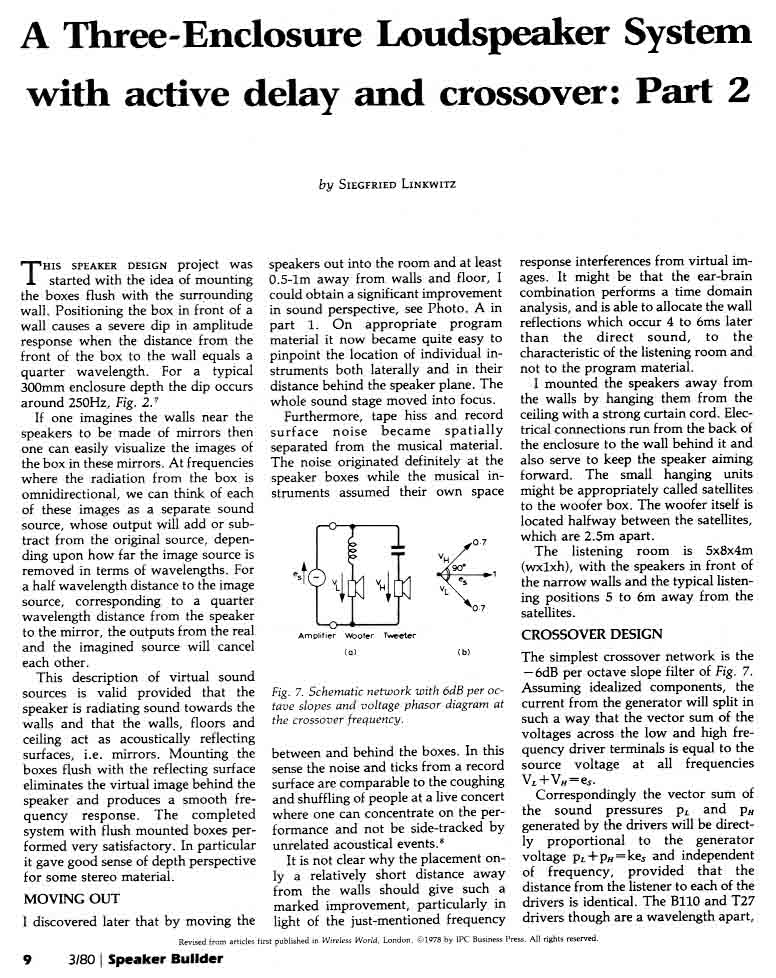 A Three-Enclosure Loudspeaker System
with active delay and crossover: Part 2
by SIEGFRIED LINKWITZ
THIS SPEAKER DESIGN project was
started with the idea of mounting
the boxes flush with the surrounding
wall. Positioning the box in front of a
wall causes a severe dip in amplitude
response when the distance from the
front of the box to the wall equals a
quarter wavelength. For a typical
300mm enclosure depth the dip occurs
around 250Hz, Fig. 2.⁷
If one imagines the walls near the
speakers to be made of mirrors then
one can easily visualize the images of
the box in these mirrors. At frequencies
where the radiation from the box is
omnidirectional, we can think of each
of these images as a separate sound
source, whose output will add or sub-
tract from the original source, depen-
ding upon how far the image source is
removed in terms of wavelengths. For
a half wavelength distance to the image
source, corresponding to a quarter
wavelength distance from the speaker
to the mirror, the outputs from the real
and the imagined source will cancel
each other.
This description of virtual sound
sources is valid provided that the
speaker is radiating sound towards the
walls and that the walls, floors and
ceiling act as acoustically reflecting
surfaces, i.e. mirrors. Mounting the
boxes flush with the reflecting surface
eliminates the virtual image behind the
speaker and produces a smooth fre-
quency response. The completed
system with flush mounted boxes per-
formed very satisfactory. In particular
it gave good sense of depth perspective
for some stereo material.
MOVING OUT
I discovered later that by moving the
speakers out into the room and at least
0.5-1m away from walls and floor, I
could obtain a significant improvement
in sound perspective, see Photo. A in
part 1. On appropriate program
material it now became quite easy to
pinpoint the location of individual in-
struments both laterally and in their
distance behind the speaker plane. The
whole sound stage moved into focus.
Furthermore, tape hiss and record
surface noise became spatially
separated from the musical material.
The noise originated definitely at the
speaker boxes while the musical in-
struments assumed their own space
eₛ
V_L
V_H
Amplifier Woofer Tweeter
(a)
V_H
0·7
90°
eₛ
1
V_L
0·7
(b)
Fig. 7. Schematic network with 6dB per oc-
tave slopes and voltage phasor diagram at
the crossover frequency.
between and behind the boxes. In this
sense the noise and ticks from a record
surface are comparable to the coughing
and shuffling of people at a live concert
where one can concentrate on the per-
formance and not be side-tracked by
unrelated acoustical events.⁸
It is not clear why the placement on-
ly a relatively short distance away
from the walls should give such a
marked improvement, particularly in
light of the just-mentioned frequency
response interferences from virtual im-
ages. It might be that the ear-brain
combination performs a time domain
analysis, and is able to allocate the wall
reflections which occur 4 to 6ms later
than the direct sound, to the
characteristic of the listening room and
not to the program material.
I mounted the speakers away from
the walls by hanging them from the
ceiling with a strong curtain cord. Elec-
trical connections run from the back of
the enclosure to the wall behind it and
also serve to keep the speaker aiming
forward. The small hanging units
might be appropriately called satellites
to the woofer box. The woofer itself is
located halfway between the satellites,
which are 2.5m apart.
The listening room is 5x8x4m
(wx1xh), with the speakers in front of
the narrow walls and the typical listen-
ing positions 5 to 6m away from the
satellites.
CROSSOVER DESIGN
The simplest crossover network is the
−6dB per octave slope filter of Fig. 7.
Assuming idealized components, the
current from the generator will split in
such a way that the vector sum of the
voltages across the low and high fre-
quency driver terminals is equal to the
source voltage at all frequencies
V_L+V_H=eₛ.
Correspondingly the vector sum of
the sound pressures p_L and p_H
generated by the drivers will be direct-
ly proportional to the generator
voltage p_L+p_H=keₛ and independent
of frequency, provided that the
distance from the listener to each of the
drivers is identical. The B110 and T27
drivers though are a wavelength apart,
Revised from articles first published in Wireless World, London, ©1978 by IPC Business Press. All rights reserved.
9 3/80 | Speaker Builder